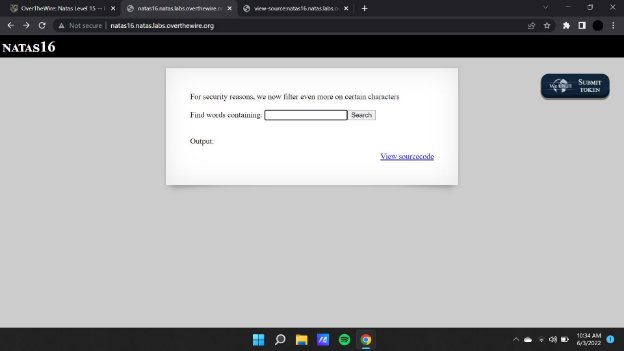 OverTheWire: Natas Level 15 –
natas16.natas.labs.overthewire.or
view-source:natas16.natas.labs.o
Not secure | natas16.natas.labs.overthewire.org
NATAS16
SUBMIT
TOKEN
For security reasons, we now filter even more on certain characters
Find words containing: Search
Output:
View sourcecode
10:34 AM
6/3/2022